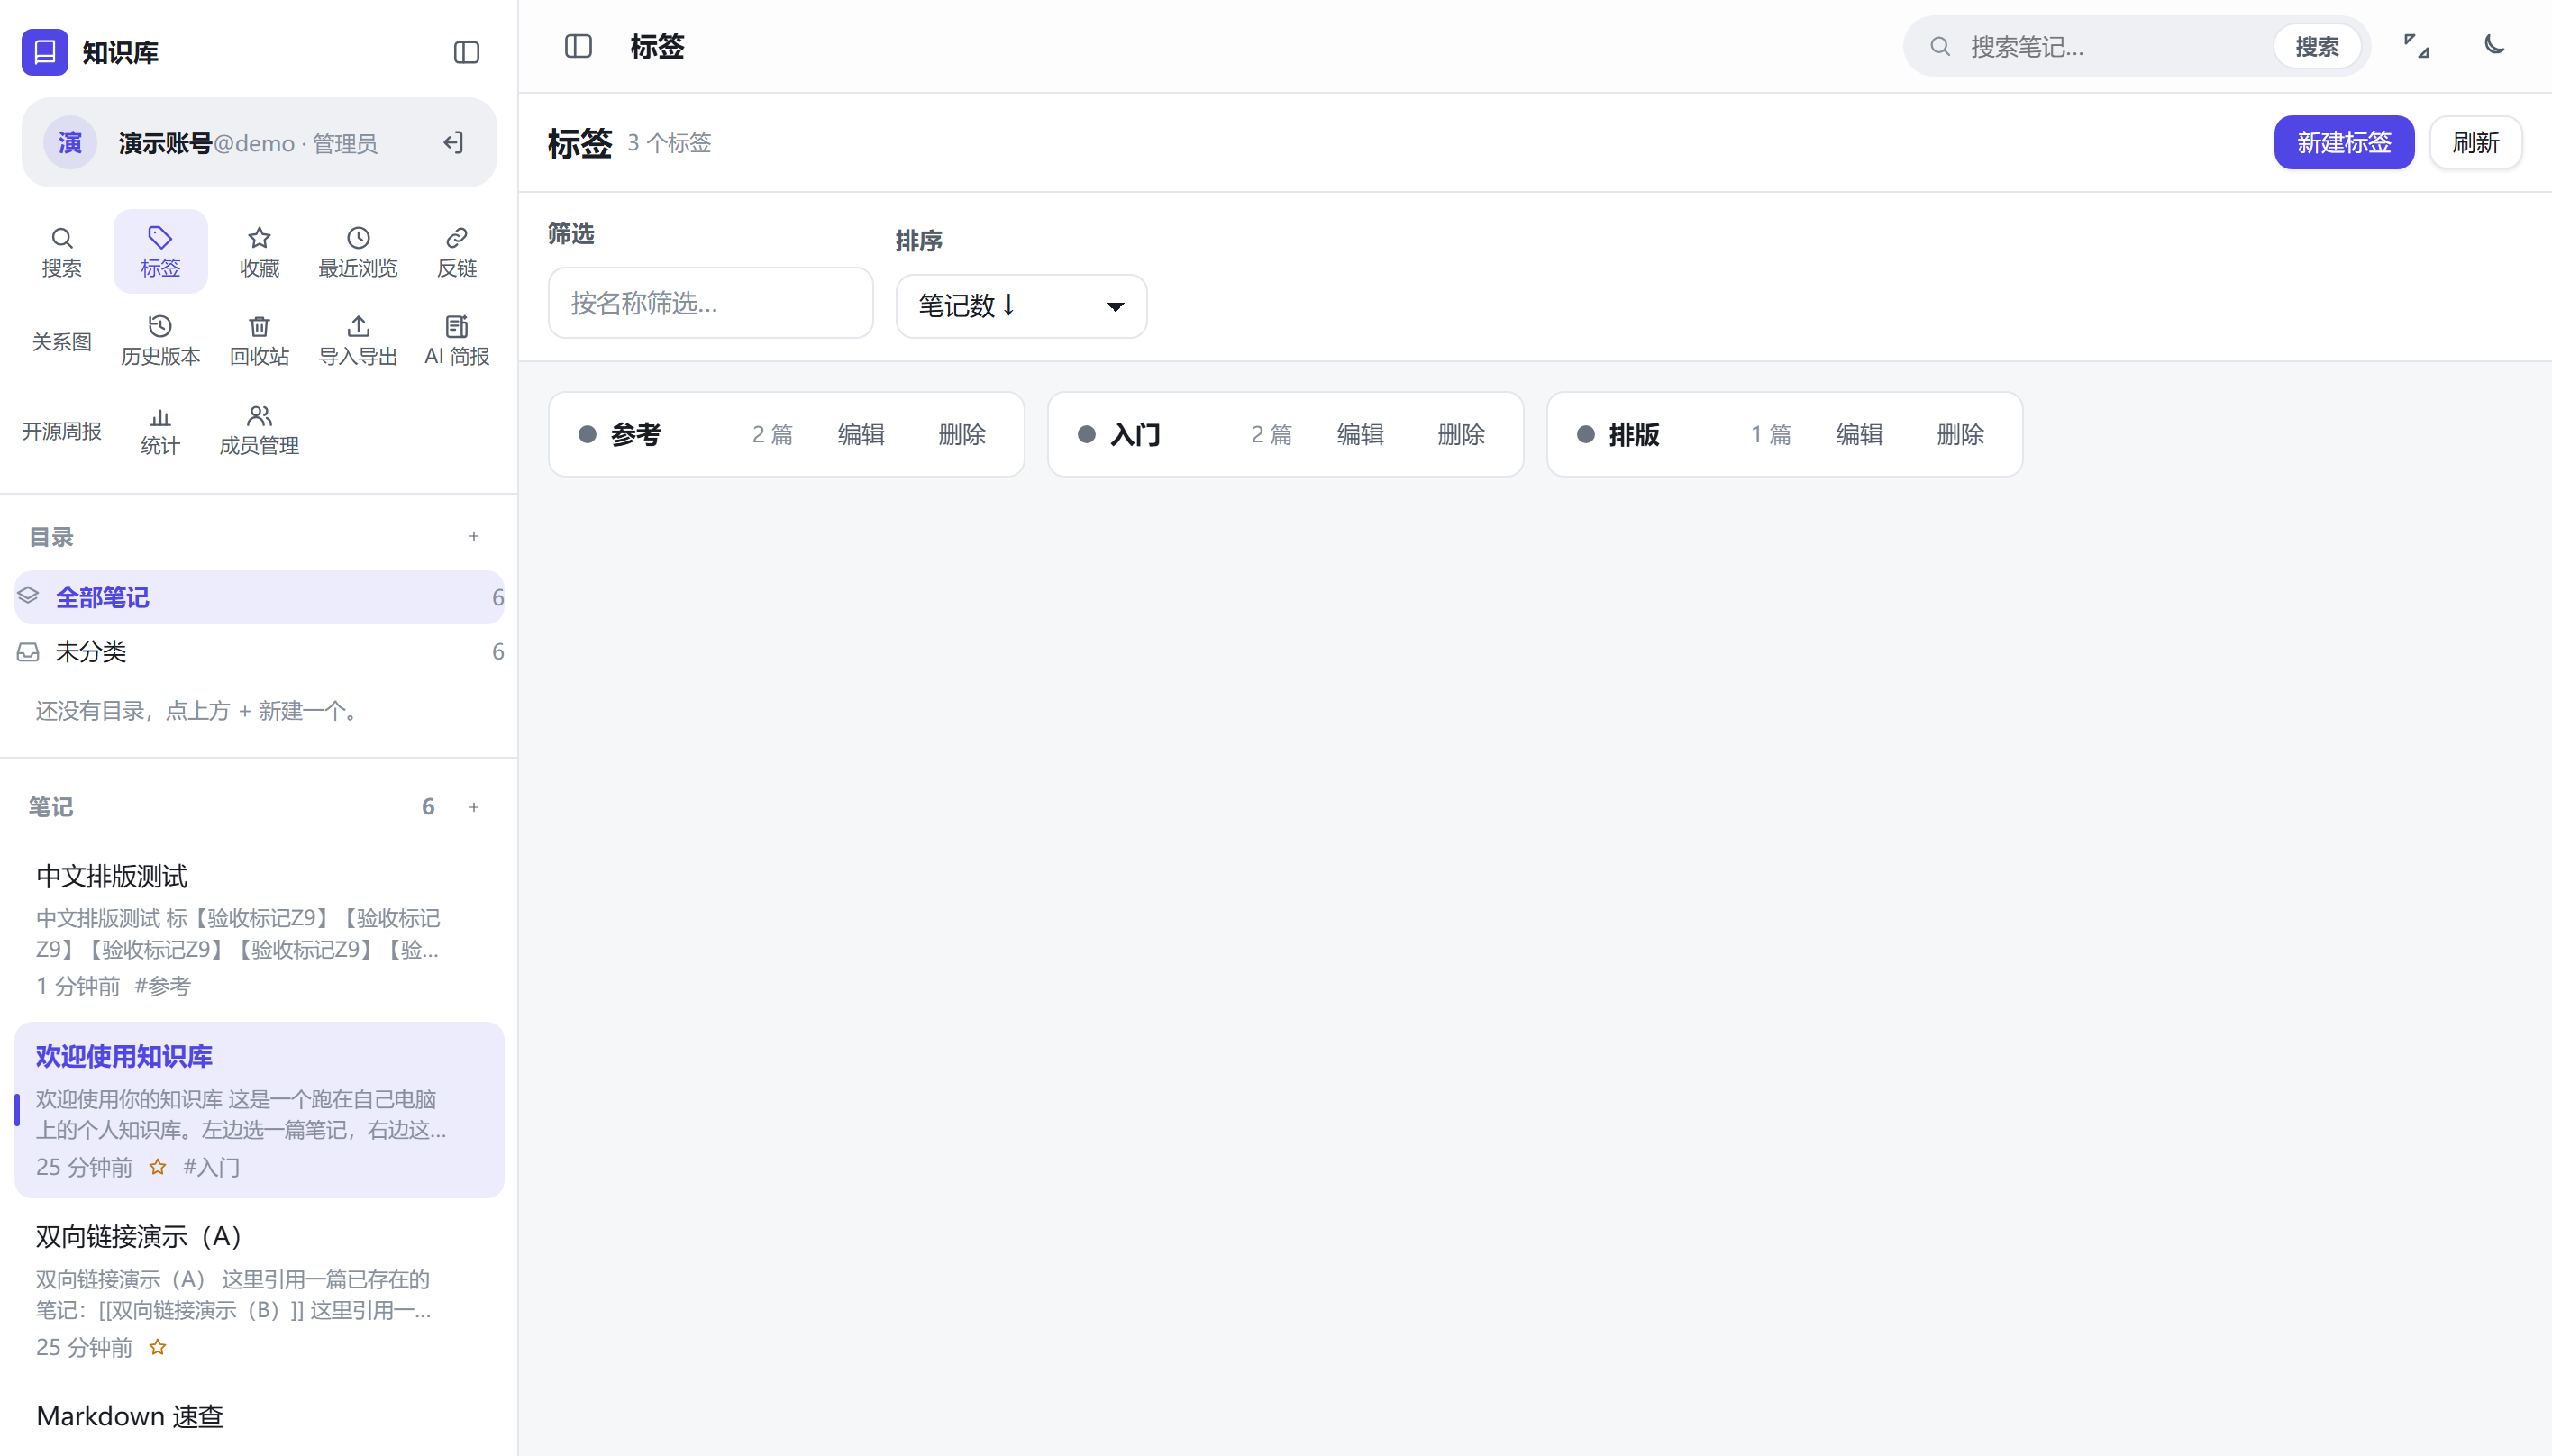 知识库
演 演示账号@demo · 管理员
搜索 标签 收藏 最近浏览 反链
关系图 历史版本 回收站 导入导出 AI 简报
开源周报 统计 成员管理
目录 +
全部笔记 6
未分类 6
还没有目录，点上方 + 新建一个。
笔记 6 +
中文排版测试
中文排版测试 标【验收标记Z9】【验收标记
Z9】【验收标记Z9】【验收标记Z9】【验...
1 分钟前 #参考
欢迎使用知识库
欢迎使用你的知识库 这是一个跑在自己电脑
上的个人知识库。左边选一篇笔记，右边这...
25 分钟前 #入门
双向链接演示（A）
双向链接演示（A） 这里引用一篇已存在的
笔记：[[双向链接演示（B）]] 这里引用一...
25 分钟前
Markdown 速查
标签 搜索笔记... 搜索
标签 3 个标签 新建标签 刷新
筛选 排序
按名称筛选... 笔记数↓
参考 2 篇 编辑 删除
入门 2 篇 编辑 删除
排版 1 篇 编辑 删除